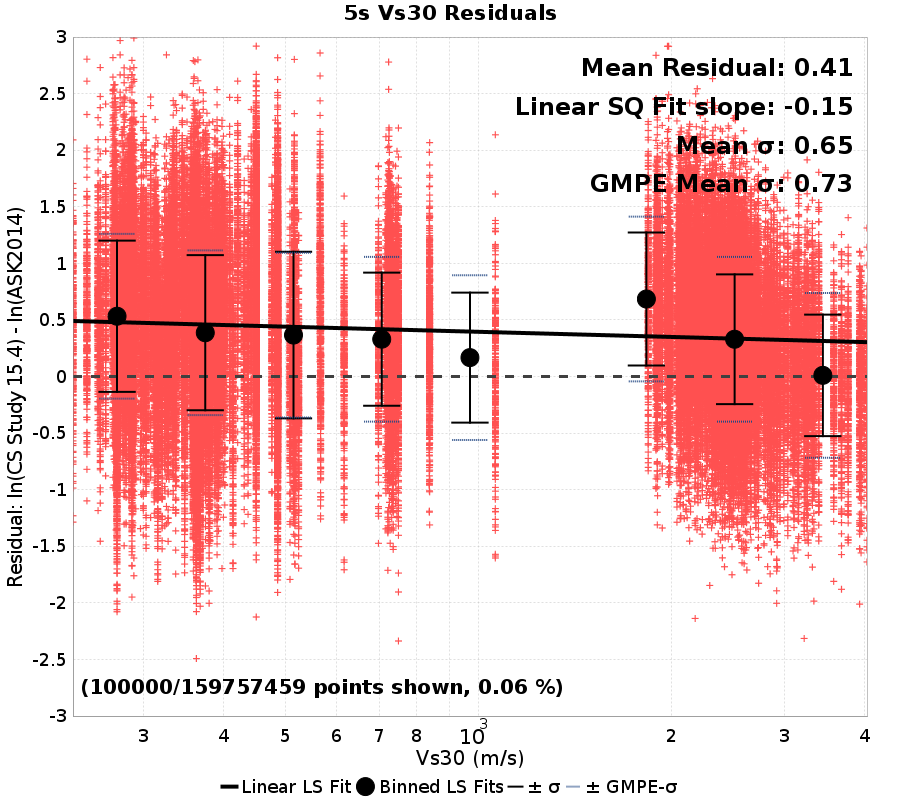 5s Vs30 Residuals
Mean Residual: 0.41
Linear SQ Fit slope: -0.15
Mean σ: 0.65
GMPE Mean σ: 0.73
3
2.5
2
1.5
1
0.5
0
-0.5
-1
-1.5
-2
-2.5
-3
Residual: ln(CS Study 15.4) - ln(ASK2014)
(100000/159757459 points shown, 0.06 %)
3 4 5 6 7 8 10³ 2 3 4
Vs30 (m/s)
Linear LS Fit Binned LS Fits ± σ ± GMPE-σ